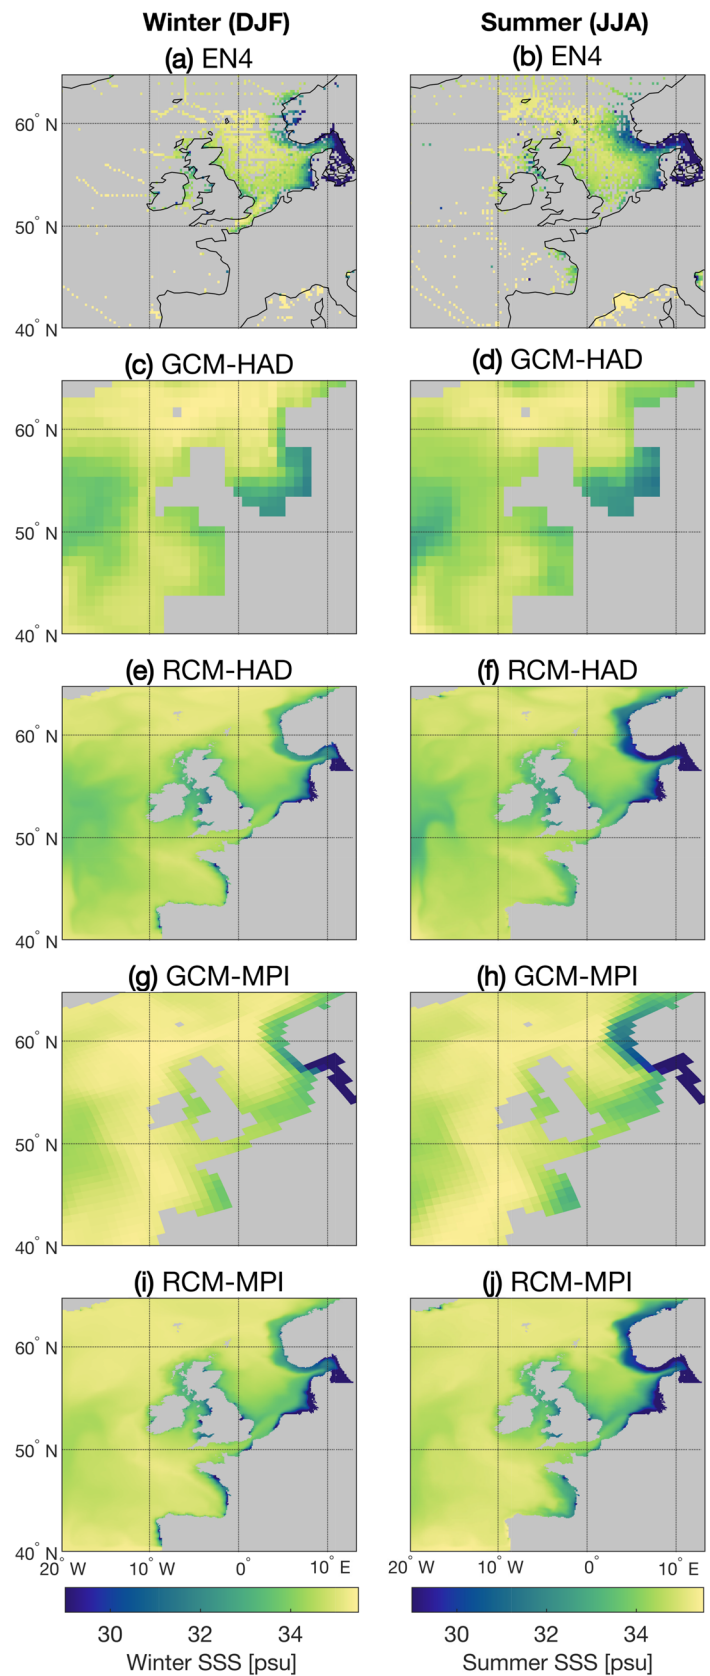 Winter (DJF) Summer (JJA)
(a) EN4 (b) EN4
60° N
50° N
40° N
(c) GCM-HAD (d) GCM-HAD
60° N
50° N
40° N
(e) RCM-HAD (f) RCM-HAD
60° N
50° N
40° N
(g) GCM-MPI (h) GCM-MPI
60° N
50° N
40° N
(i) RCM-MPI (j) RCM-MPI
60° N
50° N
40° N
20° W 10° W 0° 10° E 20° W 10° W 0° 10° E
30 32 34 30 32 34
Winter SSS [psu] Summer SSS [psu]